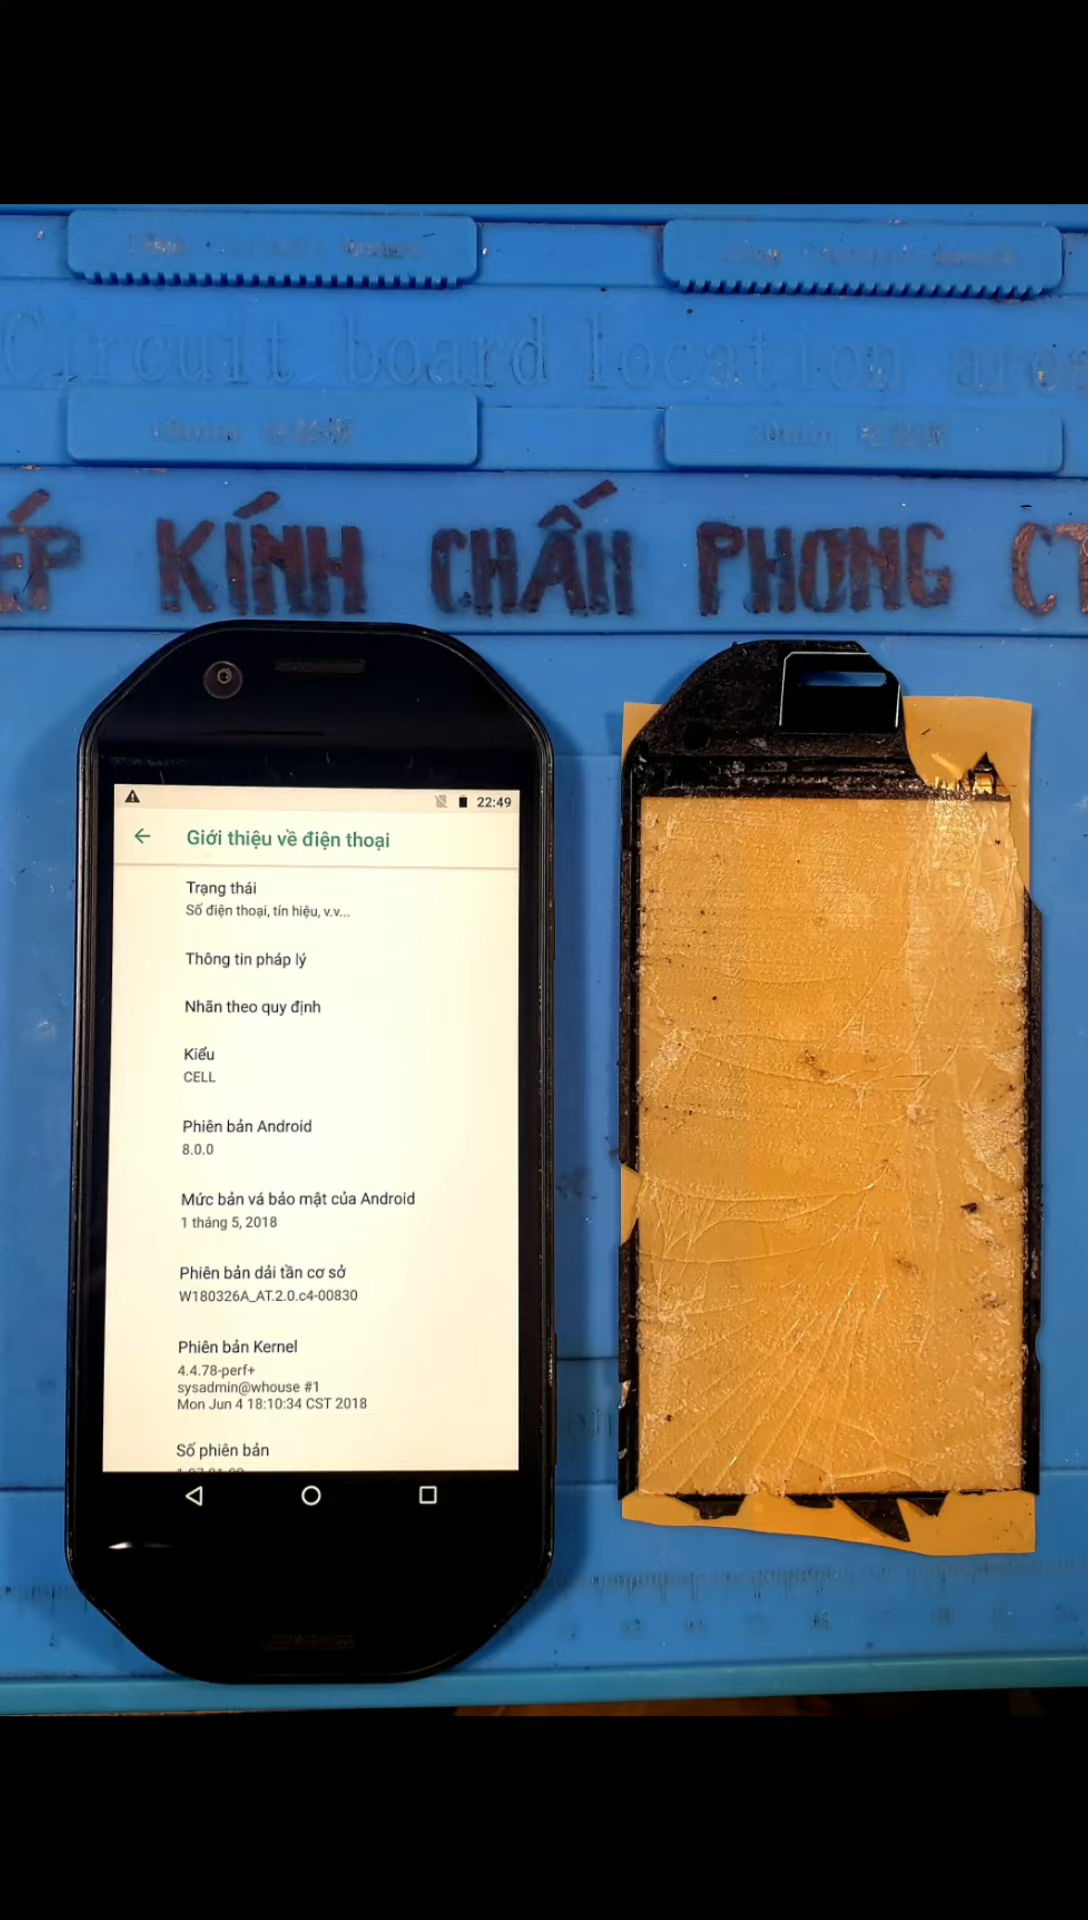 Circuit board location area
ÉP KÍNH CHẤN PHONG CT
22:49
Giới thiệu về điện thoại
Trạng thái
Số điện thoại, tín hiệu, v.v...
Thông tin pháp lý
Nhãn theo quy định
Kiểu
CELL
Phiên bản Android
8.0.0
Mức bản vá bảo mật của Android
1 tháng 5, 2018
Phiên bản dải tần cơ sở
W180326A_AT.2.0.c4-00830
Phiên bản Kernel
4.4.78-perf+
sysadmin@whouse #1
Mon Jun 4 18:10:34 CST 2018
Số phiên bản